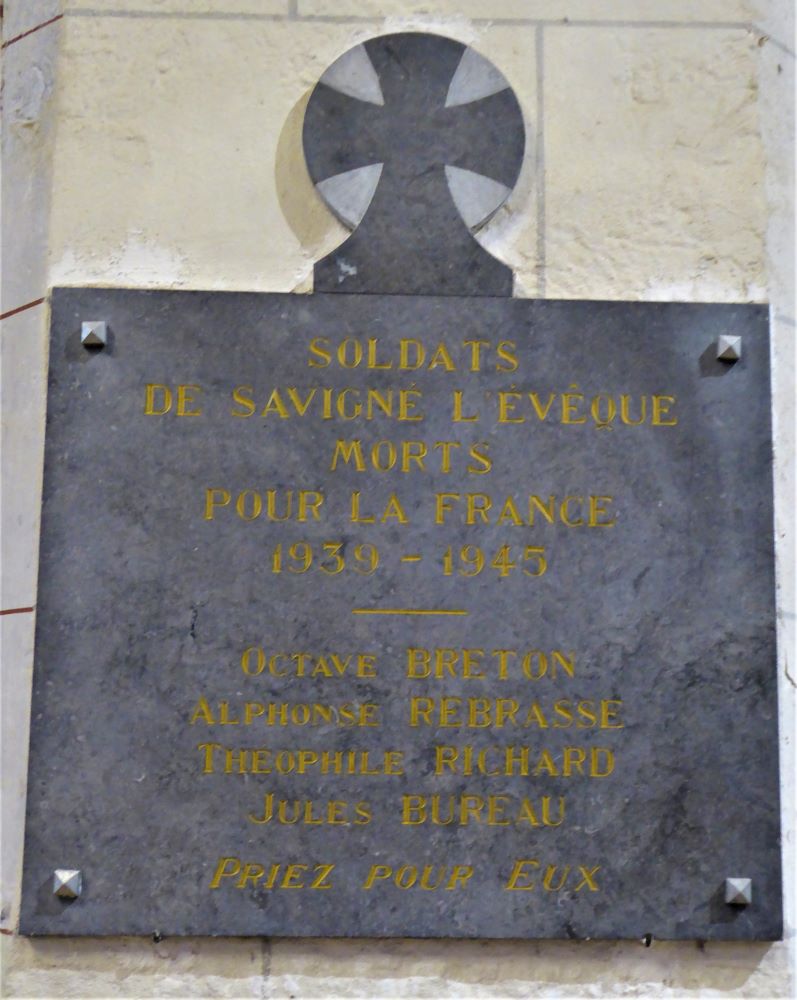 SOLDATS
DE SAVIGNÉ L'ÉVÊQUE
MORTS
POUR LA FRANCE
1939 - 1945
OCTAVE BRETON
ALPHONSE REBRASSE
THEOPHILE RICHARD
JULES BUREAU
PRIEZ POUR EUX